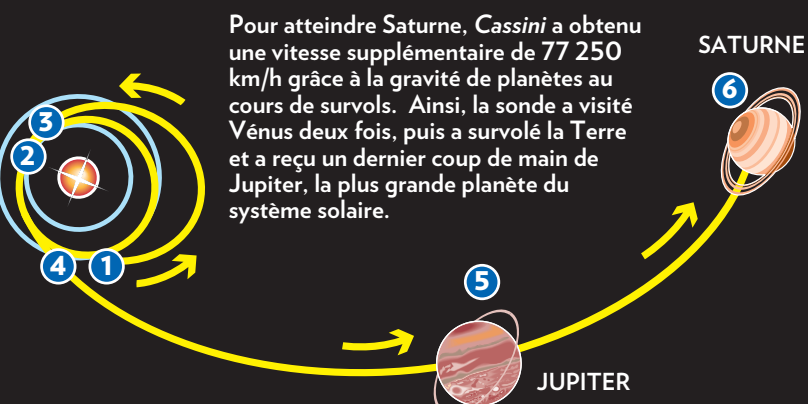 Pour atteindre Saturne, Cassini a obtenu
une vitesse supplémentaire de 77 250
km/h grâce à la gravité de planètes au
cours de survols. Ainsi, la sonde a visité
Vénus deux fois, puis a survolé la Terre
et a reçu un dernier coup de main de
Jupiter, la plus grande planète du
système solaire.
SATURNE
6
3
2
4
1
5
JUPITER